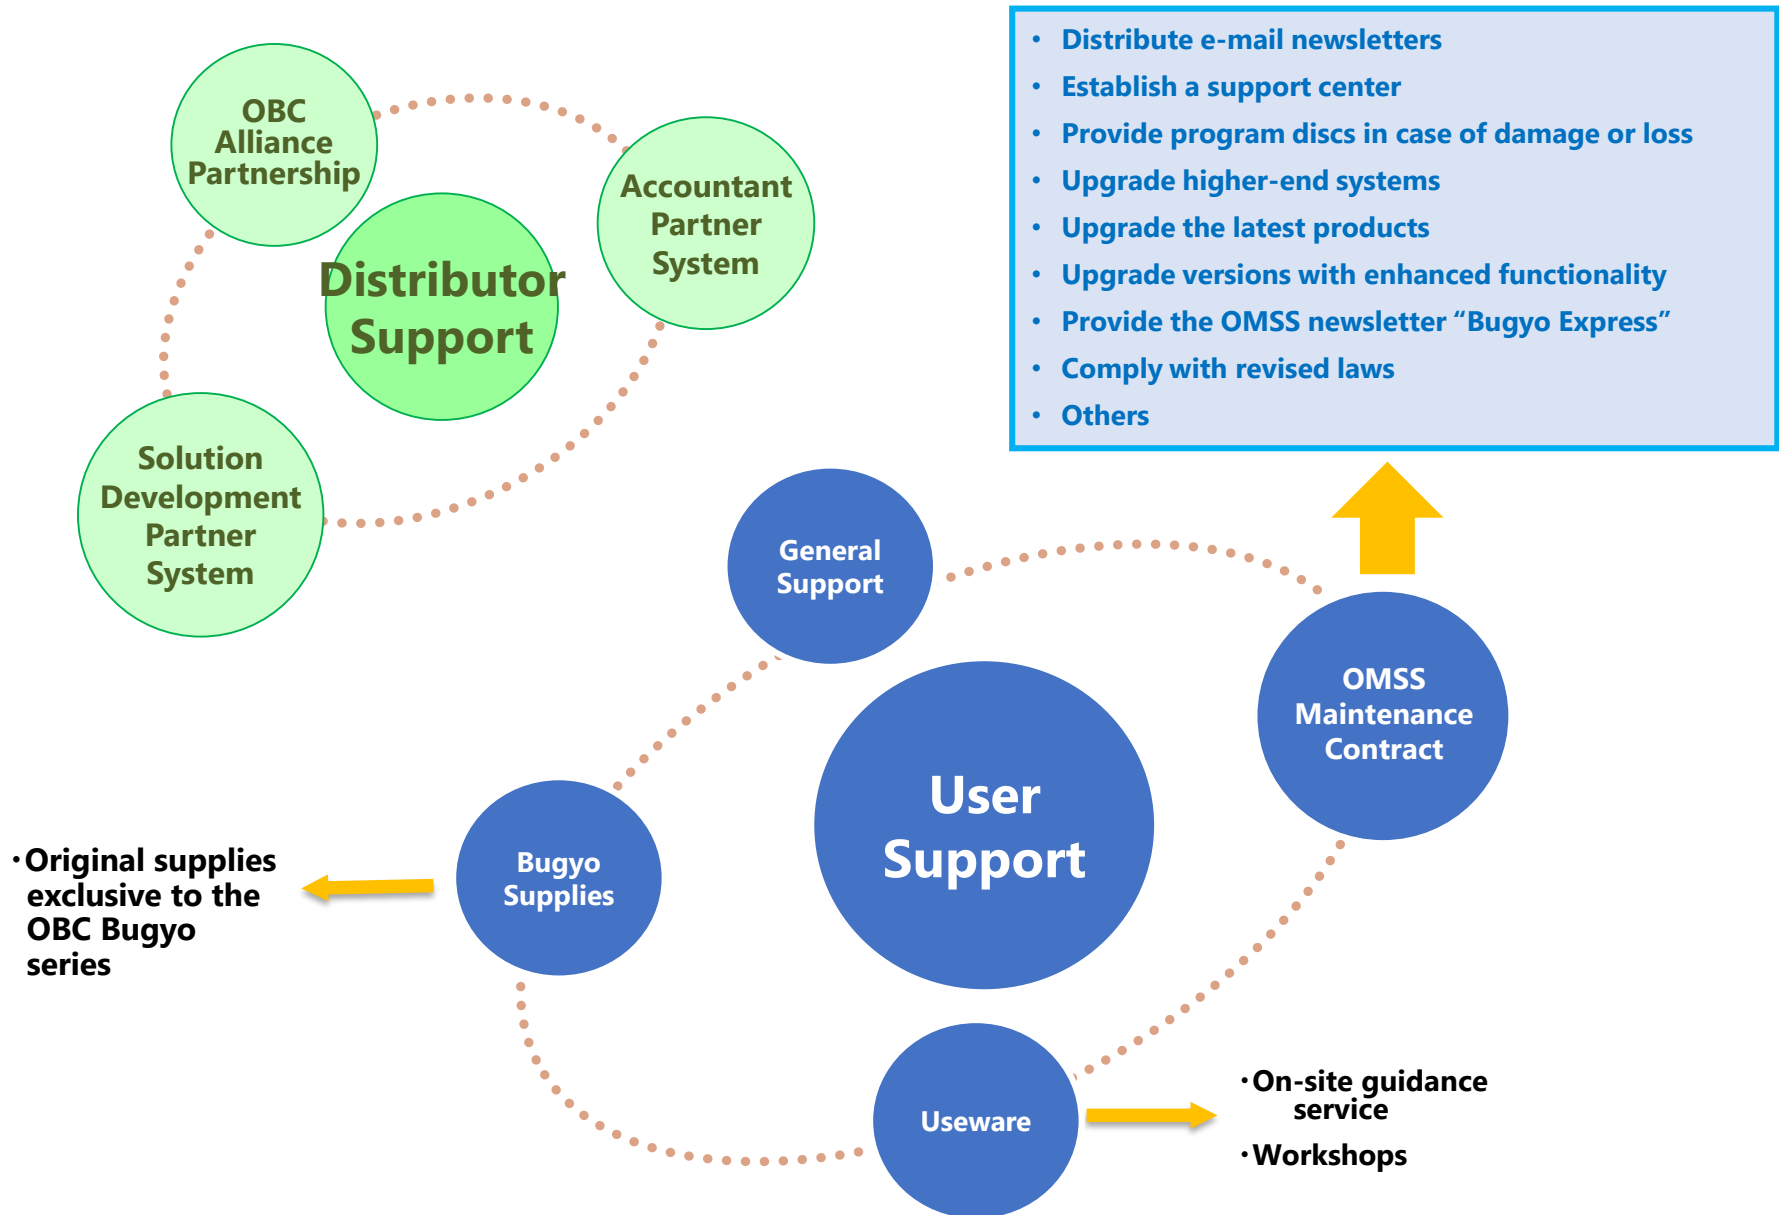 OBC
Alliance
Partnership
Accountant
Partner
System
Distributor
Support
Solution
Development
Partner
System
• Distribute e-mail newsletters
• Establish a support center
• Provide program discs in case of damage or loss
• Upgrade higher-end systems
• Upgrade the latest products
• Upgrade versions with enhanced functionality
• Provide the OMSS newsletter “Bugyo Express”
• Comply with revised laws
• Others
General
Support
OMSS
Maintenance
Contract
User
Support
Bugyo
Supplies
・Original supplies
exclusive to the
OBC Bugyo
series
Useware
・On-site guidance
service
・Workshops